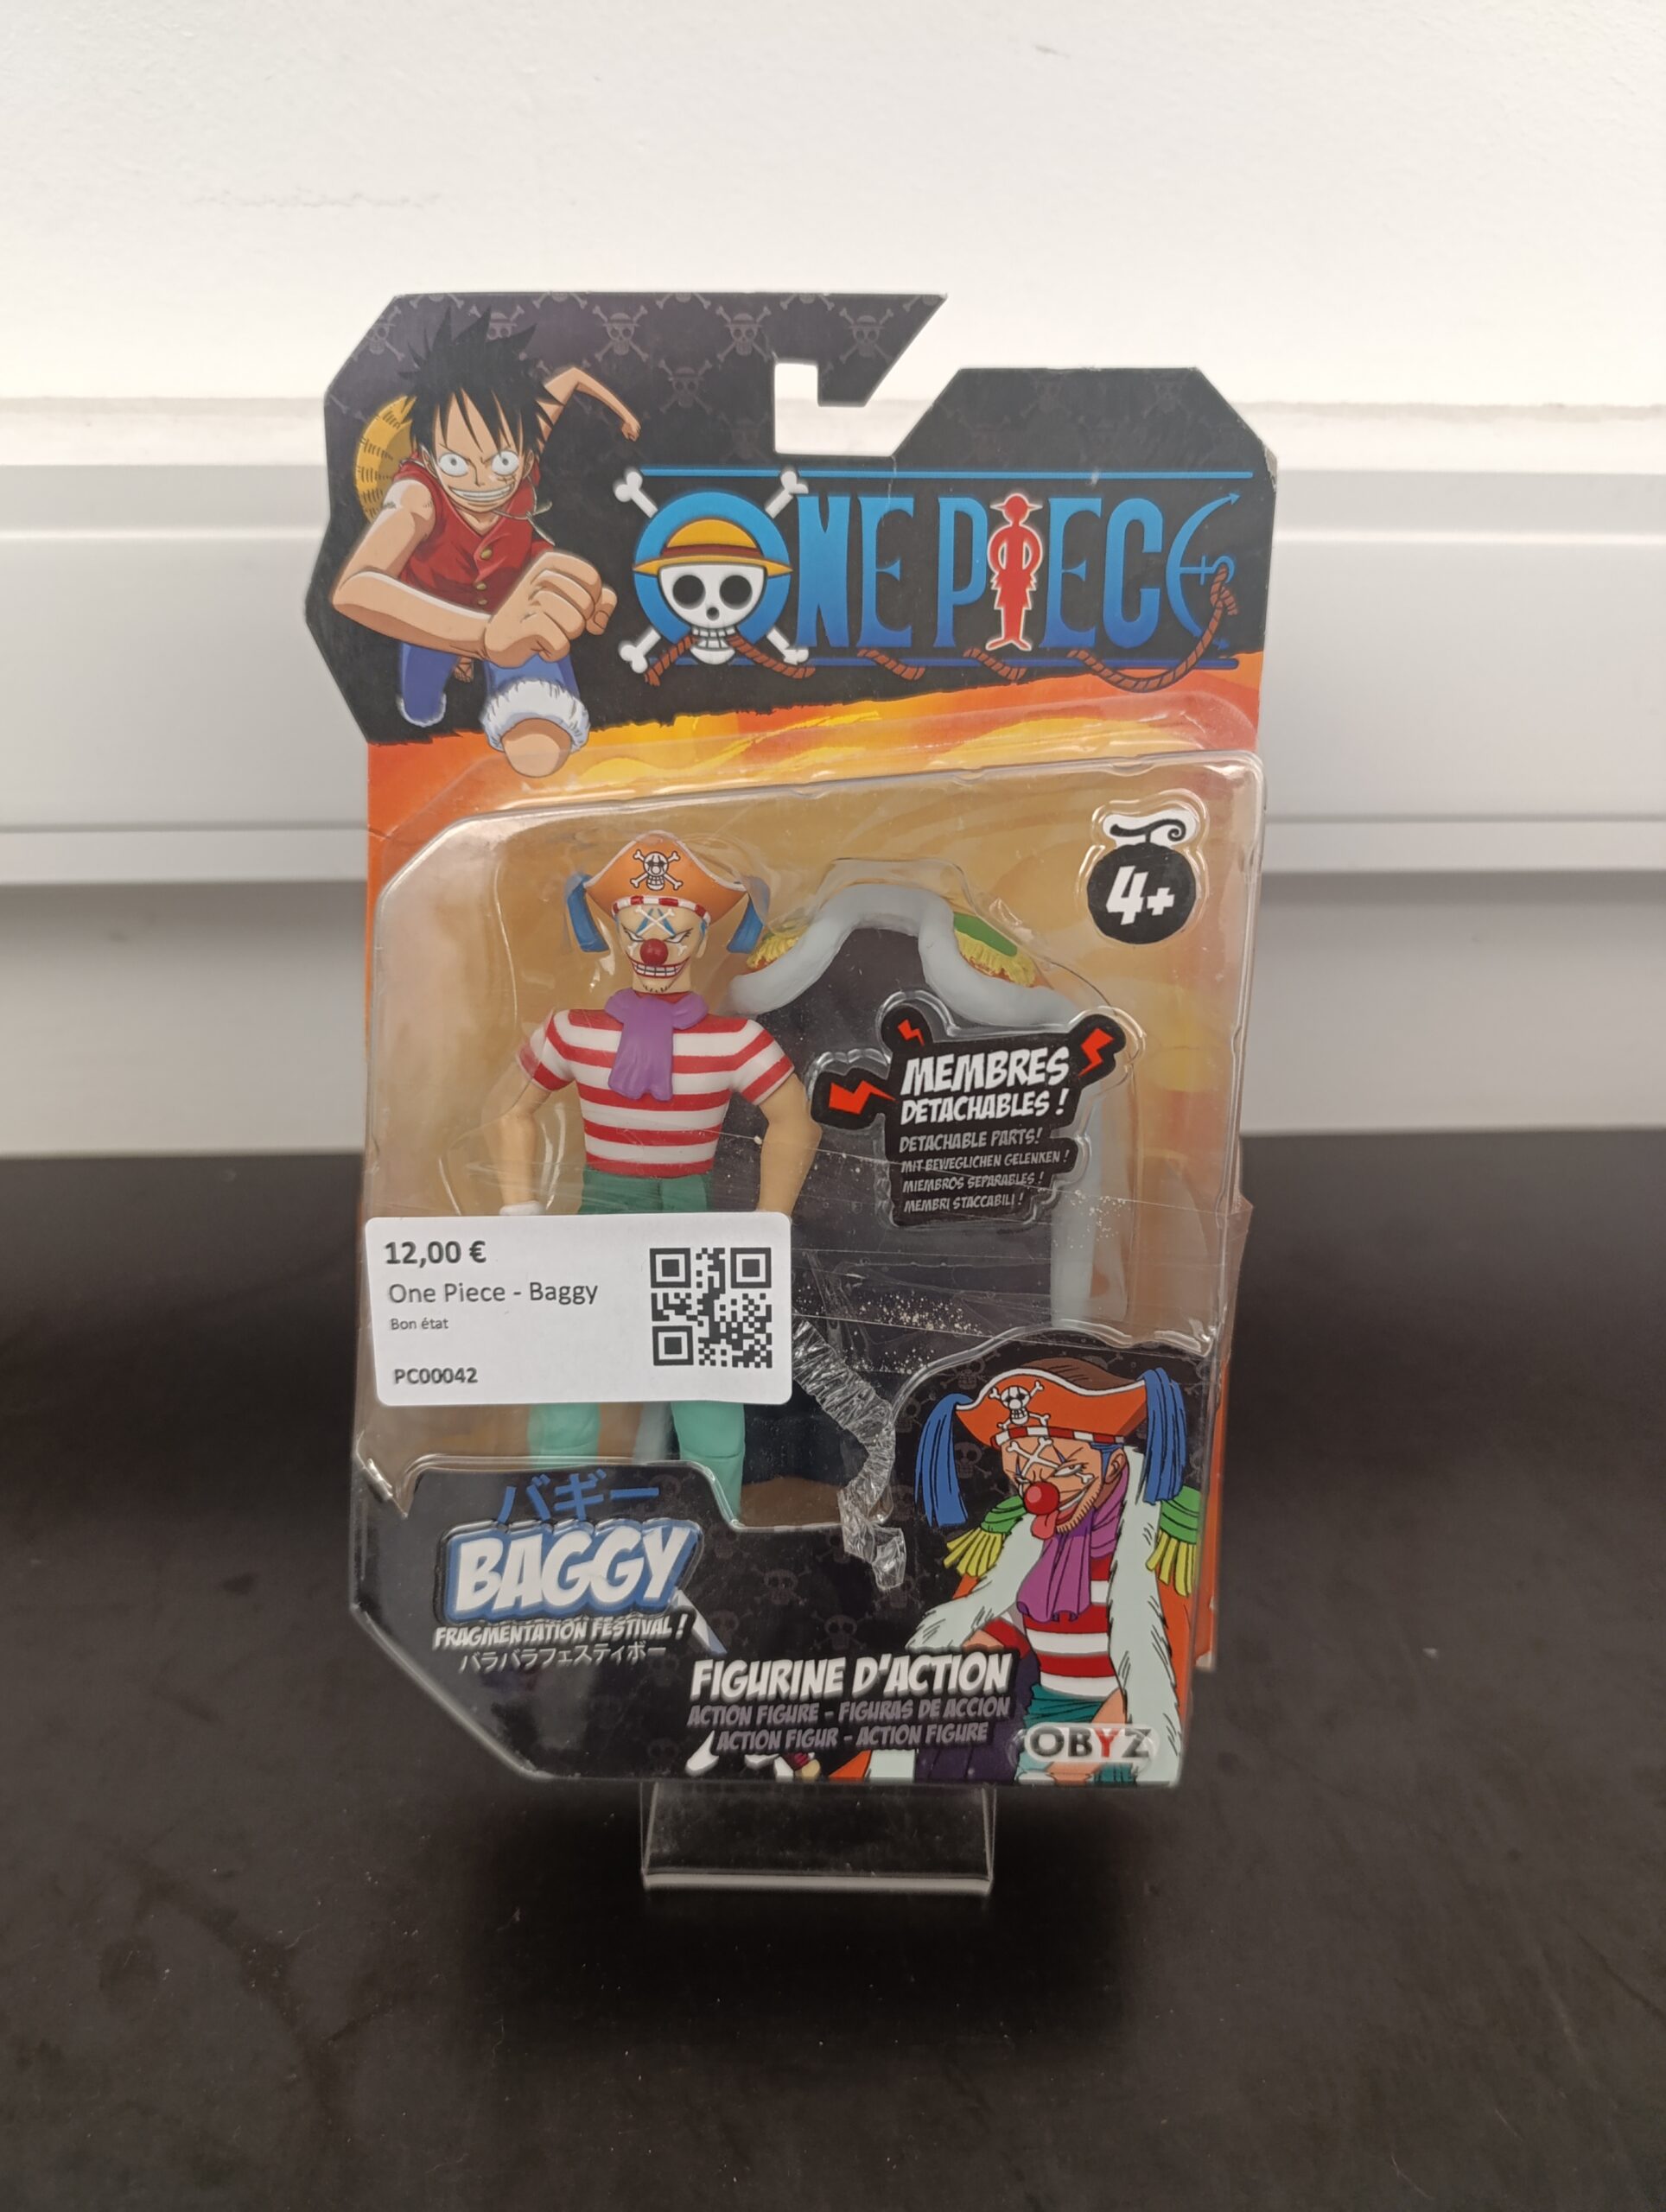 ONE PIECE
4+
MEMBRES
DETACHABLES !
DETACHABLE PARTS!
MIT BEWEGLICHEN GELENKEN !
MIEMBROS SEPARABLES !
MEMBRI STACCABILI !
12,00 €
One Piece - Baggy
Bon état
PC00042
バギー
BAGGY
FRAGMENTATION FESTIVAL !
バラバラフェスティボー
FIGURINE D'ACTION
ACTION FIGURE - FIGURAS DE ACCION
ACTION FIGUR - ACTION FIGURE
OBYZ